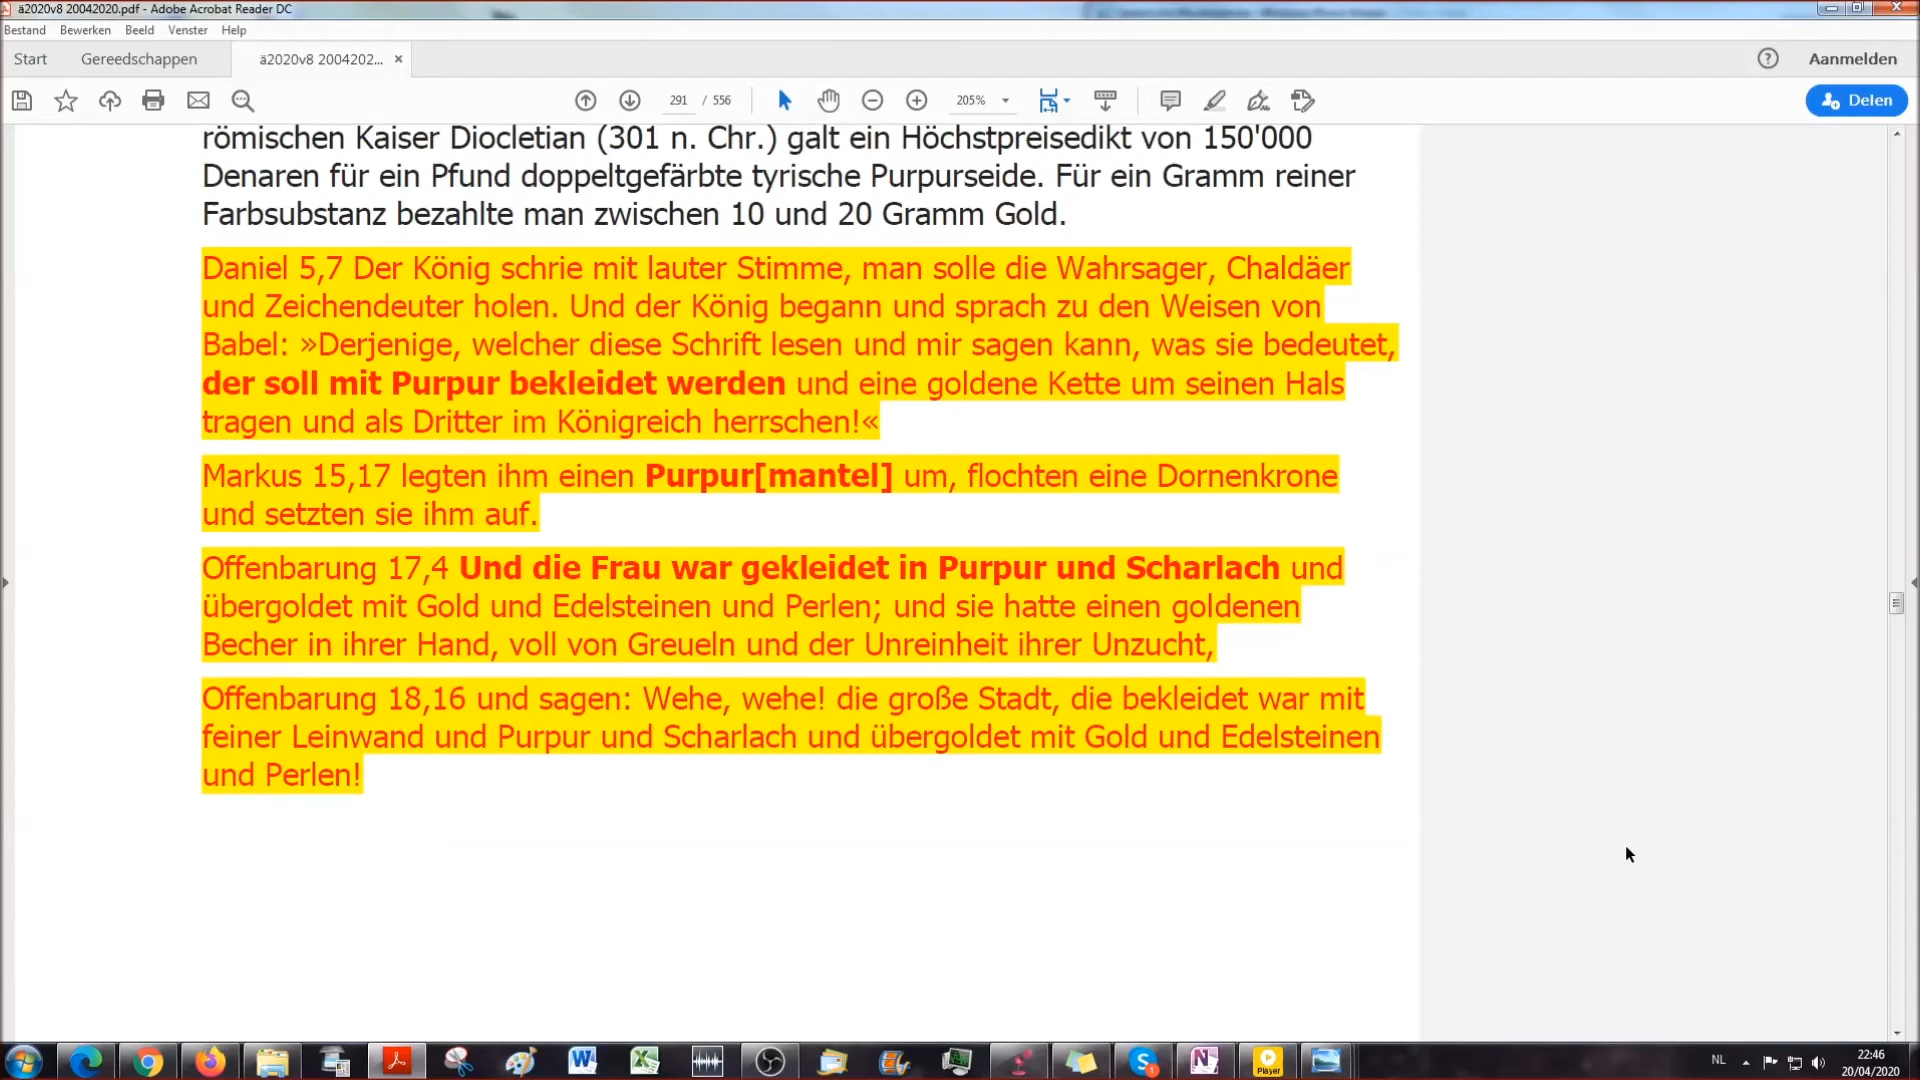 ä2020v8 20042020.pdf - Adobe Acrobat Reader DC
Bestand Bewerken Beeld Venster Help
Start Gereedschappen ä2020v8 2004202... × Aanmelden
291 / 556 205% Delen
römischen Kaiser Diocletian (301 n. Chr.) galt ein Höchstpreisedikt von 150'000
Denaren für ein Pfund doppeltgefärbte tyrische Purpurseide. Für ein Gramm reiner
Farbsubstanz bezahlte man zwischen 10 und 20 Gramm Gold.
Daniel 5,7 Der König schrie mit lauter Stimme, man solle die Wahrsager, Chaldäer
und Zeichendeuter holen. Und der König begann und sprach zu den Weisen von
Babel: »Derjenige, welcher diese Schrift lesen und mir sagen kann, was sie bedeutet,
der soll mit Purpur bekleidet werden und eine goldene Kette um seinen Hals
tragen und als Dritter im Königreich herrschen!«
Markus 15,17 legten ihm einen Purpur[mantel] um, flochten eine Dornenkrone
und setzten sie ihm auf.
Offenbarung 17,4 Und die Frau war gekleidet in Purpur und Scharlach und
übergoldet mit Gold und Edelsteinen und Perlen; und sie hatte einen goldenen
Becher in ihrer Hand, voll von Greueln und der Unreinheit ihrer Unzucht,
Offenbarung 18,16 und sagen: Wehe, wehe! die große Stadt, die bekleidet war mit
feiner Leinwand und Purpur und Scharlach und übergoldet mit Gold und Edelsteinen
und Perlen!
Player
NL 22:46
20/04/2020